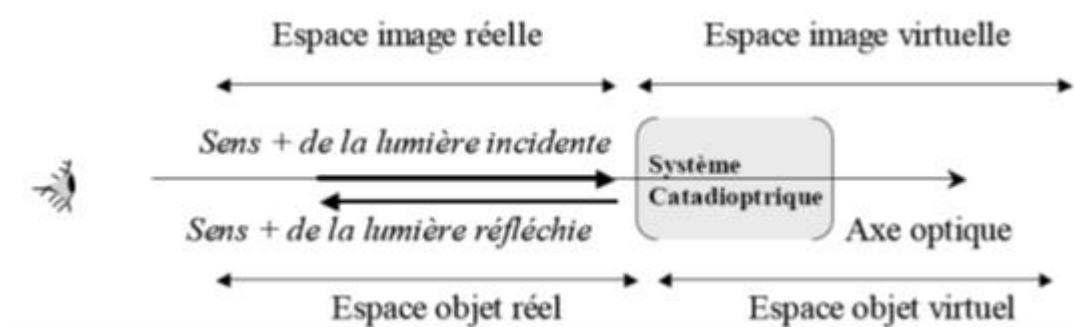 Espace image réelle
Espace image virtuelle
Sens + de la lumière incidente
Système
Catadioptrique
Sens + de la lumière réfléchie
Axe optique
Espace objet réel
Espace objet virtuel